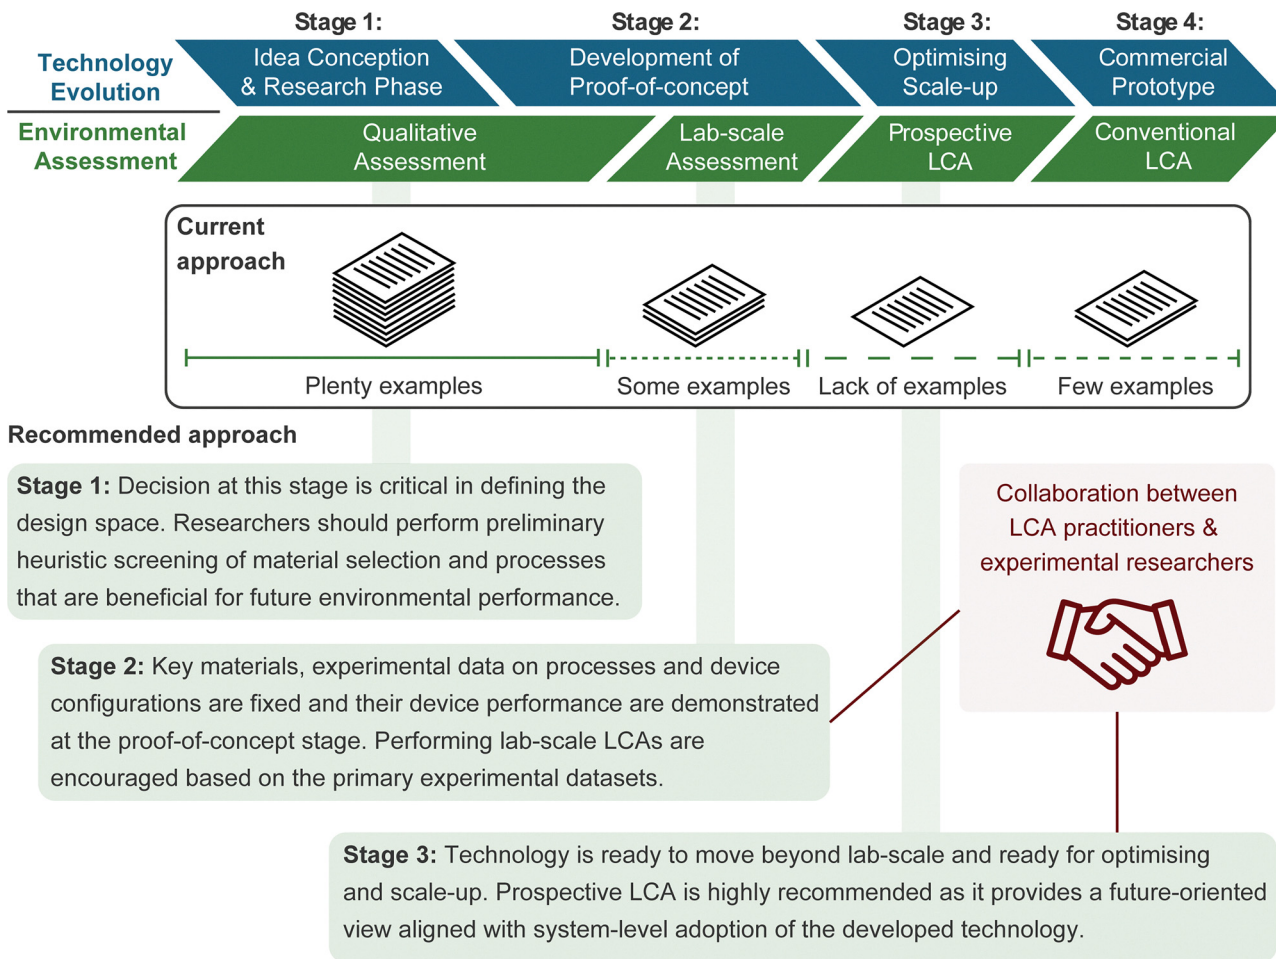 Stage 1:
Stage 2:
Stage 3:
Stage 4:
Technology
Evolution
Idea Conception
& Research Phase
Development of
Proof-of-concept
Optimising
Scale-up
Commercial
Prototype
Environmental
Assessment
Qualitative
Assessment
Lab-scale
Assessment
Prospective
LCA
Conventional
LCA
Current
approach
Plenty examples
Some examples
Lack of examples
Few examples
Recommended approach
Stage 1: Decision at this stage is critical in defining the
design space. Researchers should perform preliminary
heuristic screening of material selection and processes
that are beneficial for future environmental performance.
Collaboration between
LCA practitioners &
experimental researchers
Stage 2: Key materials, experimental data on processes and device
configurations are fixed and their device performance are demonstrated
at the proof-of-concept stage. Performing lab-scale LCAs are
encouraged based on the primary experimental datasets.
Stage 3: Technology is ready to move beyond lab-scale and ready for optimising
and scale-up. Prospective LCA is highly recommended as it provides a future-oriented
view aligned with system-level adoption of the developed technology.